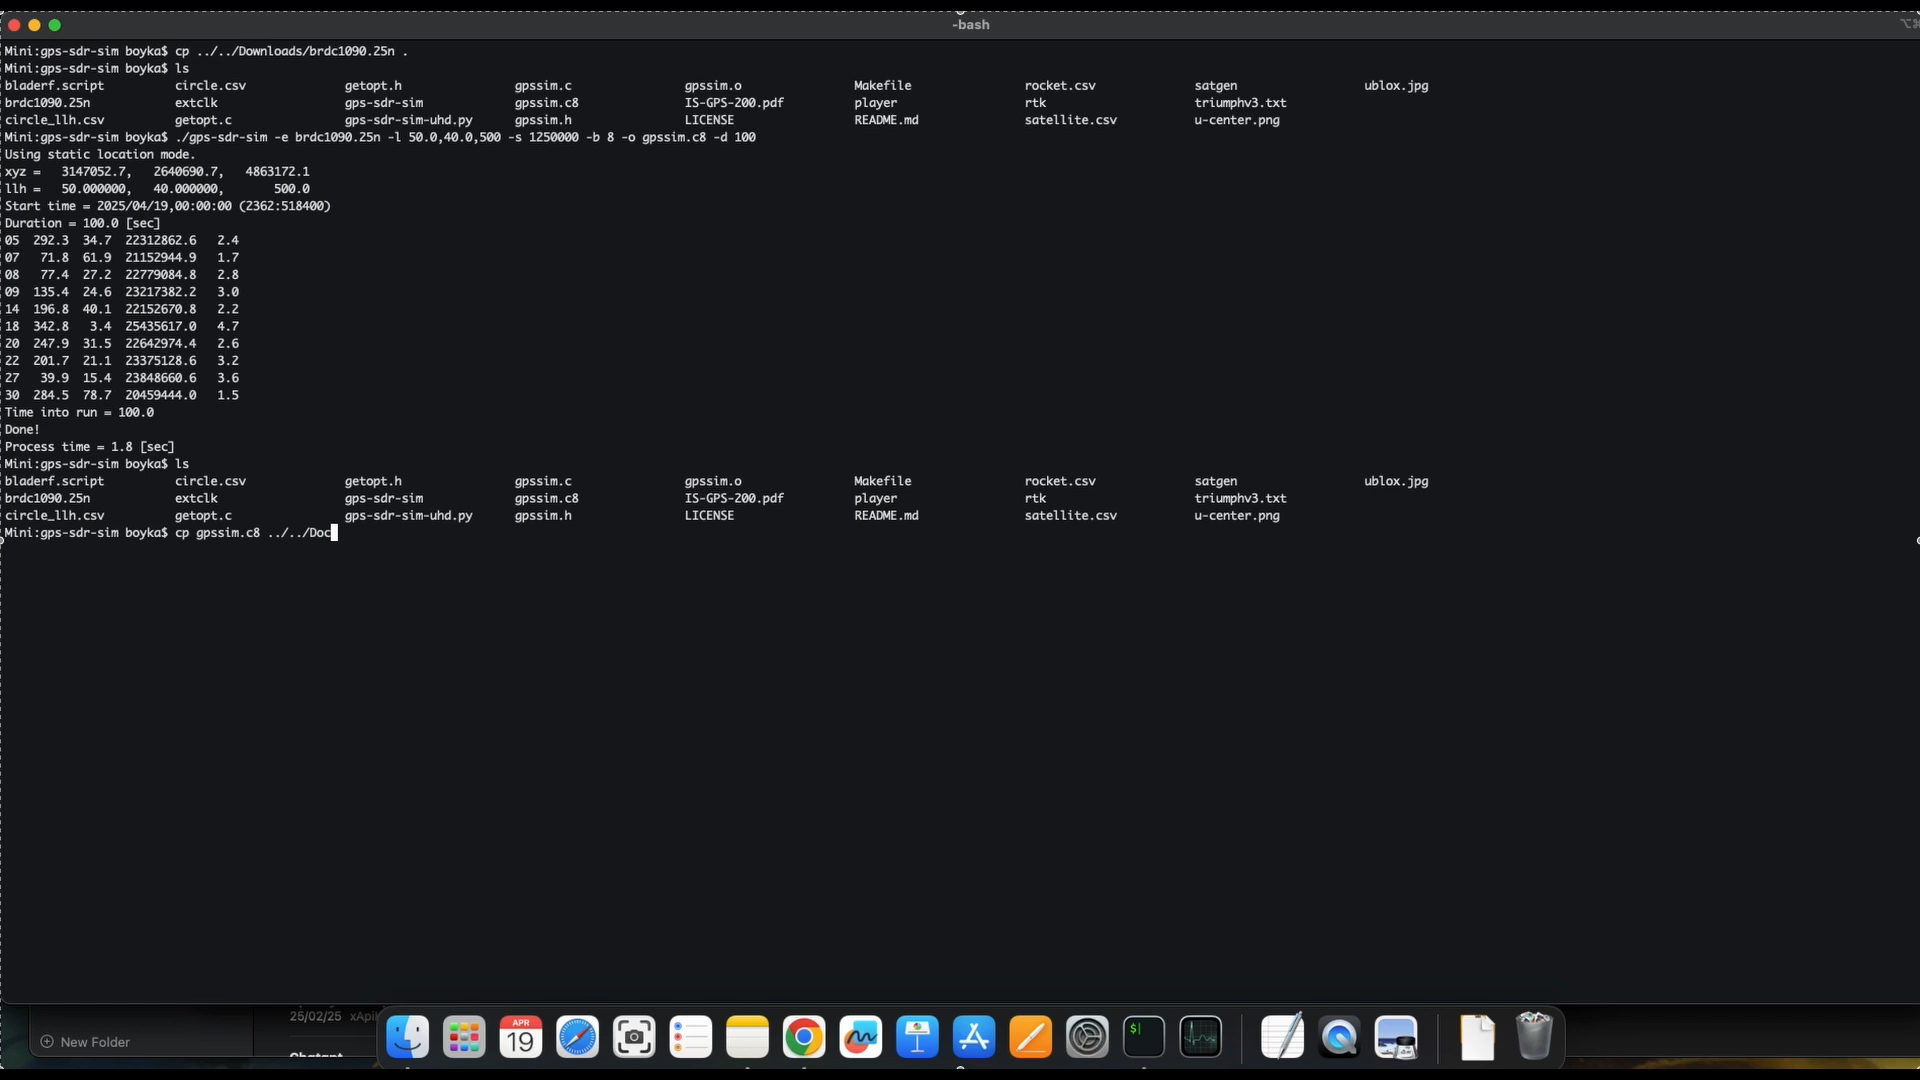 -bash
Mini:gps-sdr-sim boyka$ cp ../../Downloads/brdc1090.25n .
Mini:gps-sdr-sim boyka$ ls
bladerf.script circle.csv getopt.h gpssim.c gpssim.o Makefile rocket.csv satgen ublox.jpg
brdc1090.25n extclk gps-sdr-sim gpssim.c8 IS-GPS-200.pdf player rtk triumphv3.txt
circle_llh.csv getopt.c gps-sdr-sim-uhd.py gpssim.h LICENSE README.md satellite.csv u-center.png
Mini:gps-sdr-sim boyka$ ./gps-sdr-sim -e brdc1090.25n -l 50.0,40.0,500 -s 1250000 -b 8 -o gpssim.c8 -d 100
Using static location mode.
xyz = 3147052.7, 2640690.7, 4863172.1
llh = 50.000000, 40.000000, 500.0
Start time = 2025/04/19,00:00:00 (2362:518400)
Duration = 100.0 [sec]
05 292.3 34.7 22312862.6 2.4
07 71.8 61.9 21152944.9 1.7
08 77.4 27.2 22779084.8 2.8
09 135.4 24.6 23217382.2 3.0
14 196.8 40.1 22152670.8 2.2
18 342.8 3.4 25435617.0 4.7
20 247.9 31.5 22642974.4 2.6
22 201.7 21.1 23375128.6 3.2
27 39.9 15.4 23848660.6 3.6
30 284.5 78.7 20459444.0 1.5
Time into run = 100.0
Done!
Process time = 1.8 [sec]
Mini:gps-sdr-sim boyka$ ls
bladerf.script circle.csv getopt.h gpssim.c gpssim.o Makefile rocket.csv satgen ublox.jpg
brdc1090.25n extclk gps-sdr-sim gpssim.c8 IS-GPS-200.pdf player rtk triumphv3.txt
circle_llh.csv getopt.c gps-sdr-sim-uhd.py gpssim.h LICENSE README.md satellite.csv u-center.png
Mini:gps-sdr-sim boyka$ cp gpssim.c8 ../../Doc
25/02/25
New Folder
APR
19
$